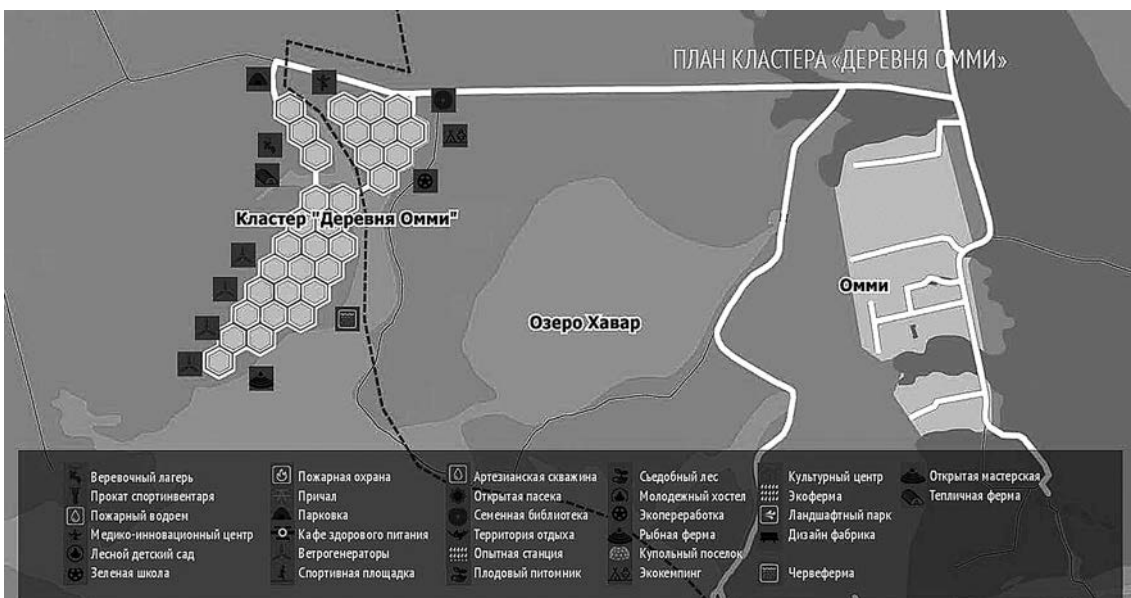 ПЛАН КЛАСТЕРА «ДЕРЕВНЯ ОММИ»
Кластер "Деревня Омми"
Омми
Озеро Хавар
Веревочный лагерь
Прокат спортинвентаря
Пожарный водоем
Медико-инновационный центр
Лесной детский сад
Зеленая школа
Пожарная охрана
Причал
Парковка
Кафе здорового питания
Ветрогенераторы
Спортивная площадка
Артезианская скважина
Открытая пасека
Семенная библиотека
Территория отдыха
Опытная станция
Плодовый питомник
Съедобный лес
Молодежный хостел
Экопереработка
Рыбная ферма
Купольный поселок
Экокемпинг
Культурный центр
Экоферма
Ландшафтный парк
Дизайн фабрика
Червеферма
Открытая мастерская
Тепличная ферма